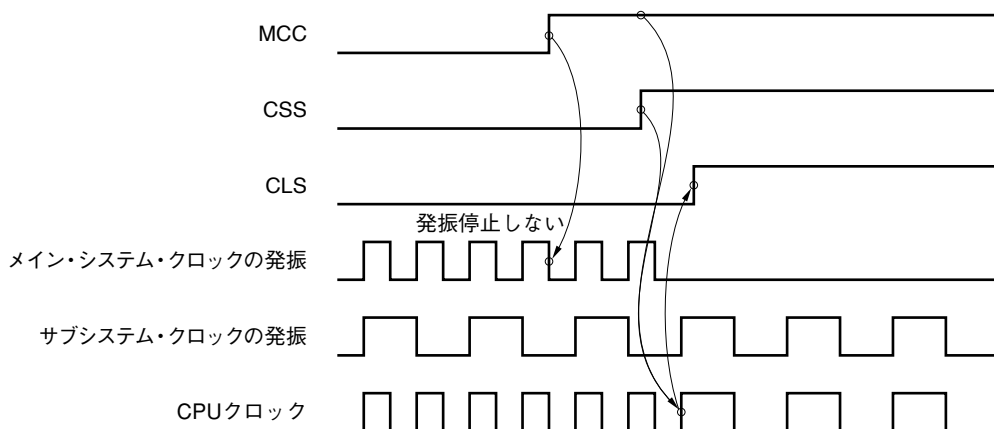 MCC
CSS
CLS
発振停止しない
メイン・システム・クロックの発振
サブシステム・クロックの発振
CPUクロック